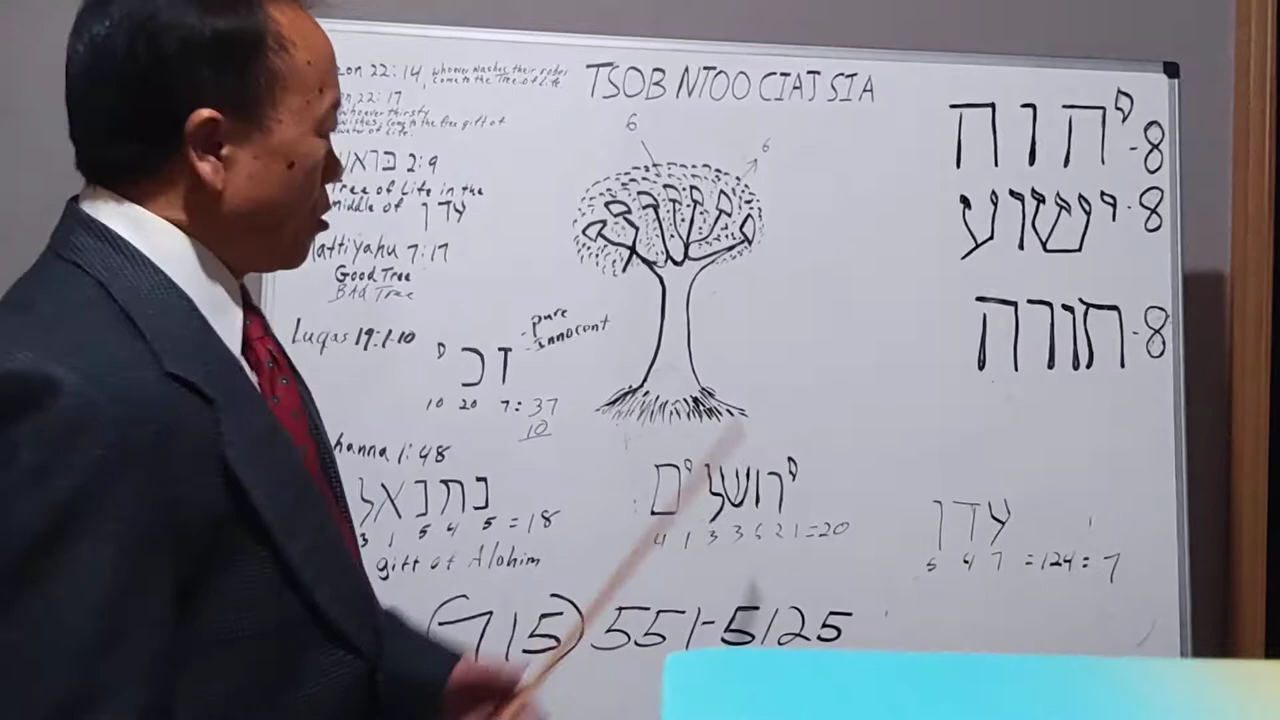 TSOB NTOO CIAJ SIA
22:14, whoever washes their robes
come to the Tree of Life.
22:17
whoever thirsty
wishes, come to the free gift of
water of life.
2:9
Tree of Life in the
middle of עדן
Mattiyahu 7:17
Good Tree
Bad Tree
Luqas 19:1-10
- pure
- innocent
זכי
10 20 7 = 37
10
hanna 1:48
נתנאל
3 1 5 4 5 = 18
gift of Alohim
6
6
ירושלים
4 1 3 3 6 2 1 = 20
(715) 551-5125
יהוה-8
ישוע-8
תורה-8
עדן
5 4 7 = 124 = 7